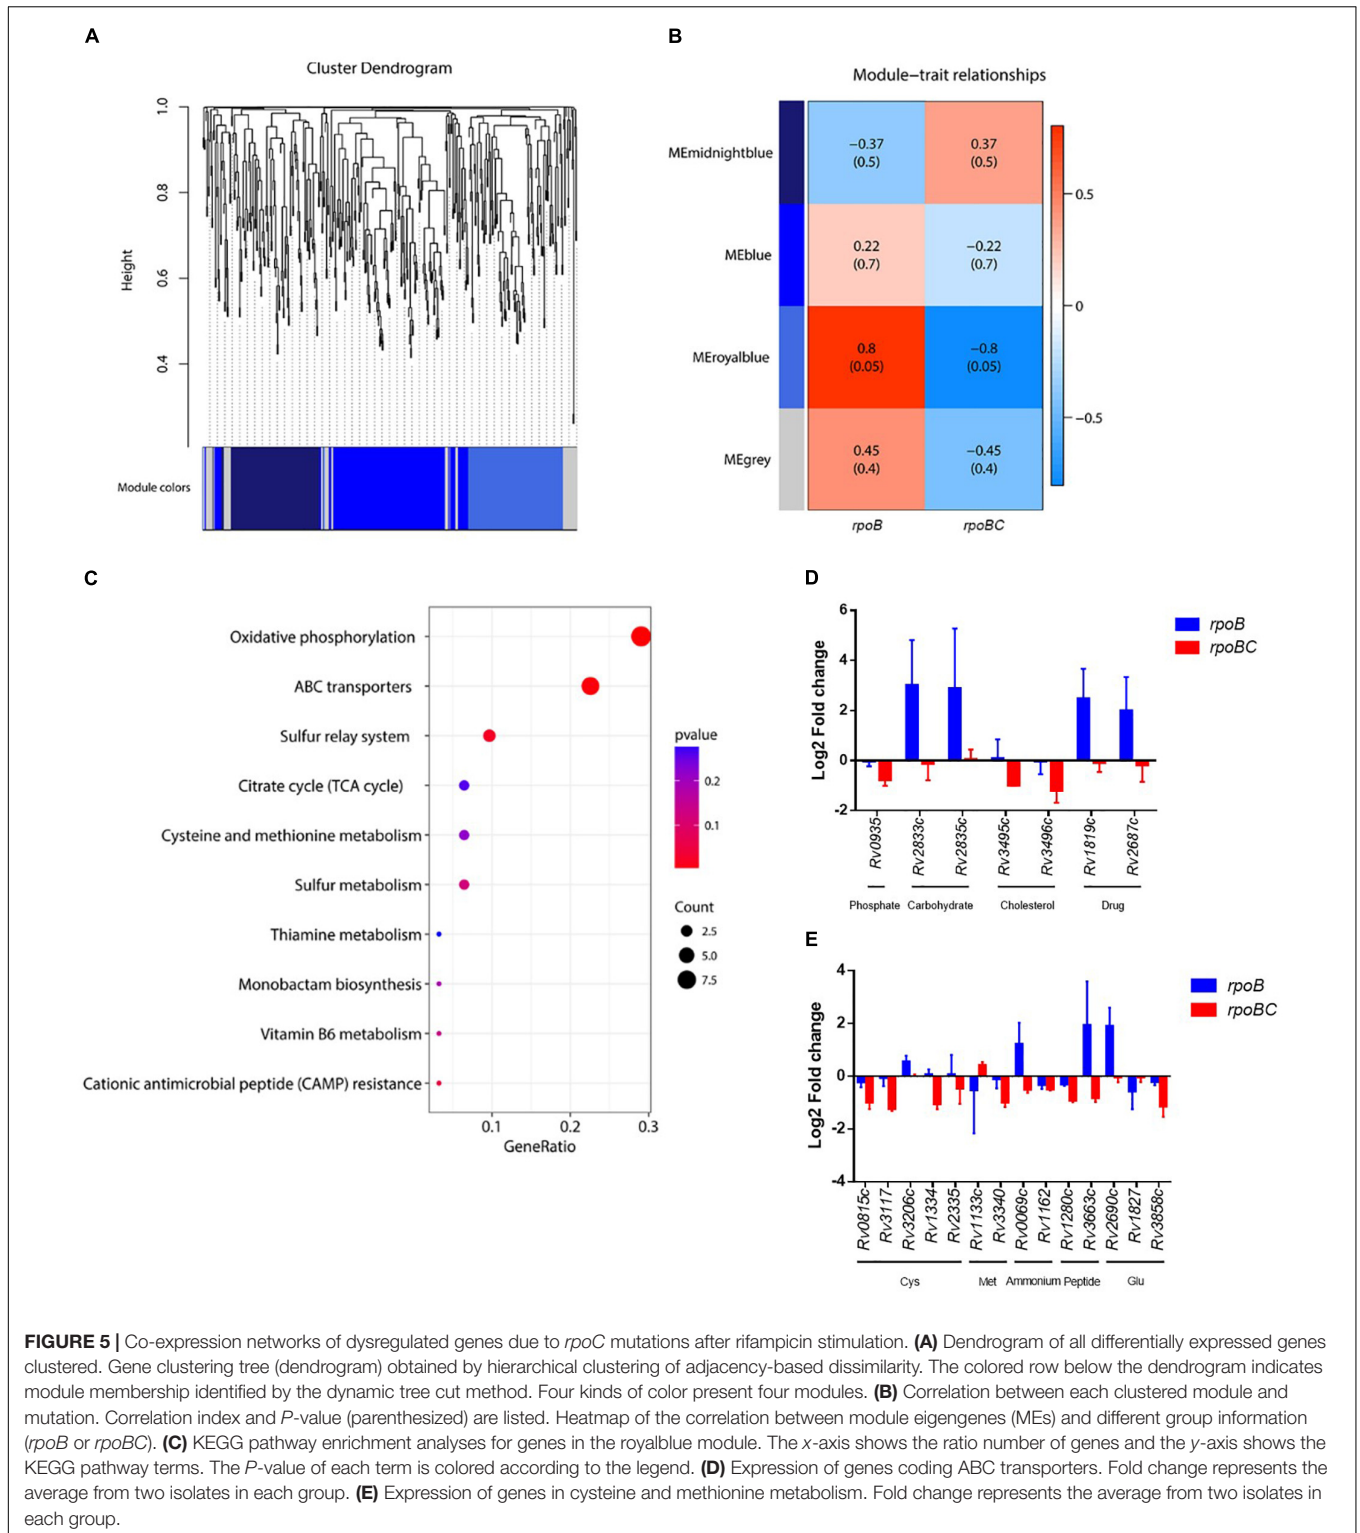 A
Cluster Dendrogram
Height
1.0
0.8
0.6
0.4
Module colors
B
Module−trait relationships
MEmidnightblue
−0.37
(0.5)
0.37
(0.5)
MEblue
0.22
(0.7)
−0.22
(0.7)
MEroyalblue
0.8
(0.05)
−0.8
(0.05)
MEgrey
0.45
(0.4)
−0.45
(0.4)
rpoB
rpoBC
0.5
0
−0.5
C
Oxidative phosphorylation
ABC transporters
Sulfur relay system
Citrate cycle (TCA cycle)
Cysteine and methionine metabolism
Sulfur metabolism
Thiamine metabolism
Monobactam biosynthesis
Vitamin B6 metabolism
Cationic antimicrobial peptide (CAMP) resistance
0.1
0.2
0.3
GeneRatio
pvalue
0.2
0.1
Count
2.5
5.0
7.5
D
Log2 Fold change
6
4
2
0
-2
rpoB
rpoBC
Rv0935
Rv2833c
Rv2835c
Rv3495c
Rv3496c
Rv1819c
Rv2687c
Phosphate
Carbohydrate
Cholesterol
Drug
E
Log2 Fold change
4
2
0
-2
-4
rpoB
rpoBC
Rv0815c
Rv3117
Rv3206c
Rv1334
Rv2335
Rv1133c
Rv3340
Rv0069c
Rv1162
Rv1280c
Rv3663c
Rv2690c
Rv1827
Rv3858c
Cys
Met
Ammonium
Peptide
Glu
FIGURE 5 | Co-expression networks of dysregulated genes due to rpoC mutations after rifampicin stimulation. (A) Dendrogram of all differentially expressed genes
clustered. Gene clustering tree (dendrogram) obtained by hierarchical clustering of adjacency-based dissimilarity. The colored row below the dendrogram indicates
module membership identified by the dynamic tree cut method. Four kinds of color present four modules. (B) Correlation between each clustered module and
mutation. Correlation index and P-value (parenthesized) are listed. Heatmap of the correlation between module eigengenes (MEs) and different group information
(rpoB or rpoBC). (C) KEGG pathway enrichment analyses for genes in the royalblue module. The x-axis shows the ratio number of genes and the y-axis shows the
KEGG pathway terms. The P-value of each term is colored according to the legend. (D) Expression of genes coding ABC transporters. Fold change represents the
average from two isolates in each group. (E) Expression of genes in cysteine and methionine metabolism. Fold change represents the average from two isolates in
each group.